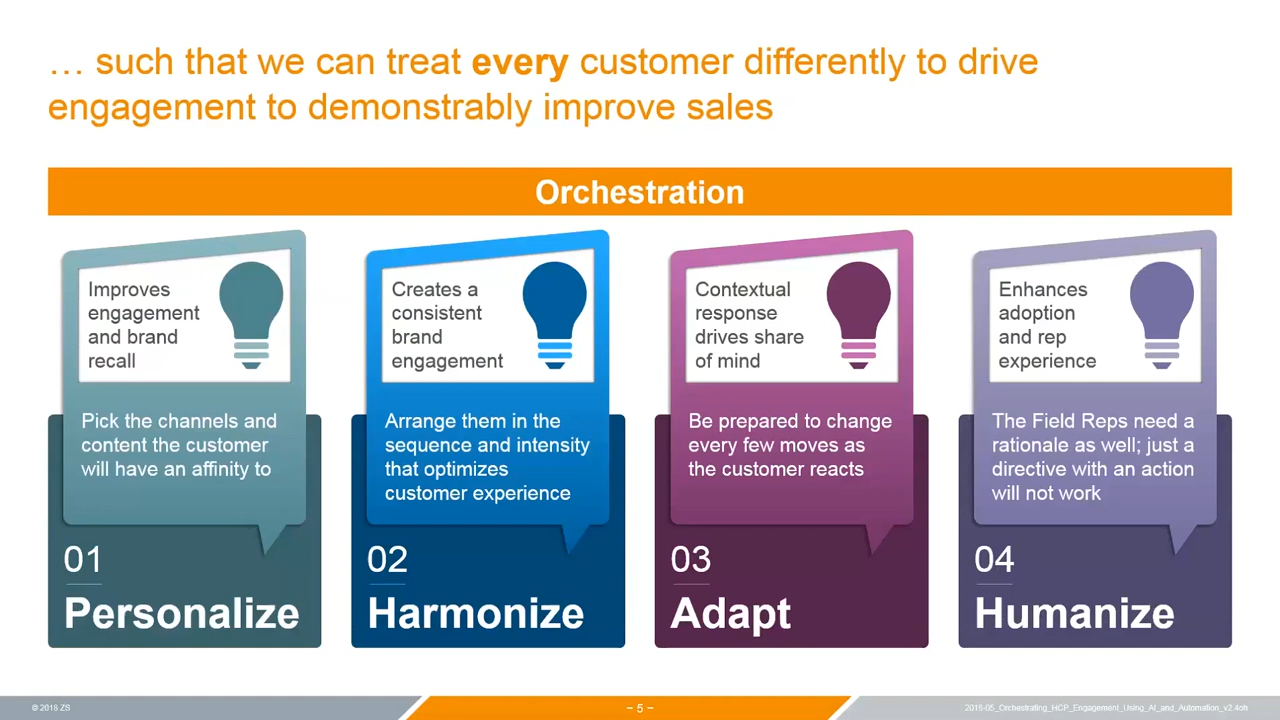 … such that we can treat every customer differently to drive
engagement to demonstrably improve sales
Orchestration
Improves
engagement
and brand
recall
Pick the channels and
content the customer
will have an affinity to
01
Personalize
Creates a
consistent
brand
engagement
Arrange them in the
sequence and intensity
that optimizes
customer experience
02
Harmonize
Contextual
response
drives share
of mind
Be prepared to change
every few moves as
the customer reacts
03
Adapt
Enhances
adoption
and rep
experience
The Field Reps need a
rationale as well; just a
directive with an action
will not work
04
Humanize
© 2018 ZS
– 5 –
2018-05_Orchestrating_HCP_Engagement_Using_AI_and_Automation_v2.4oh